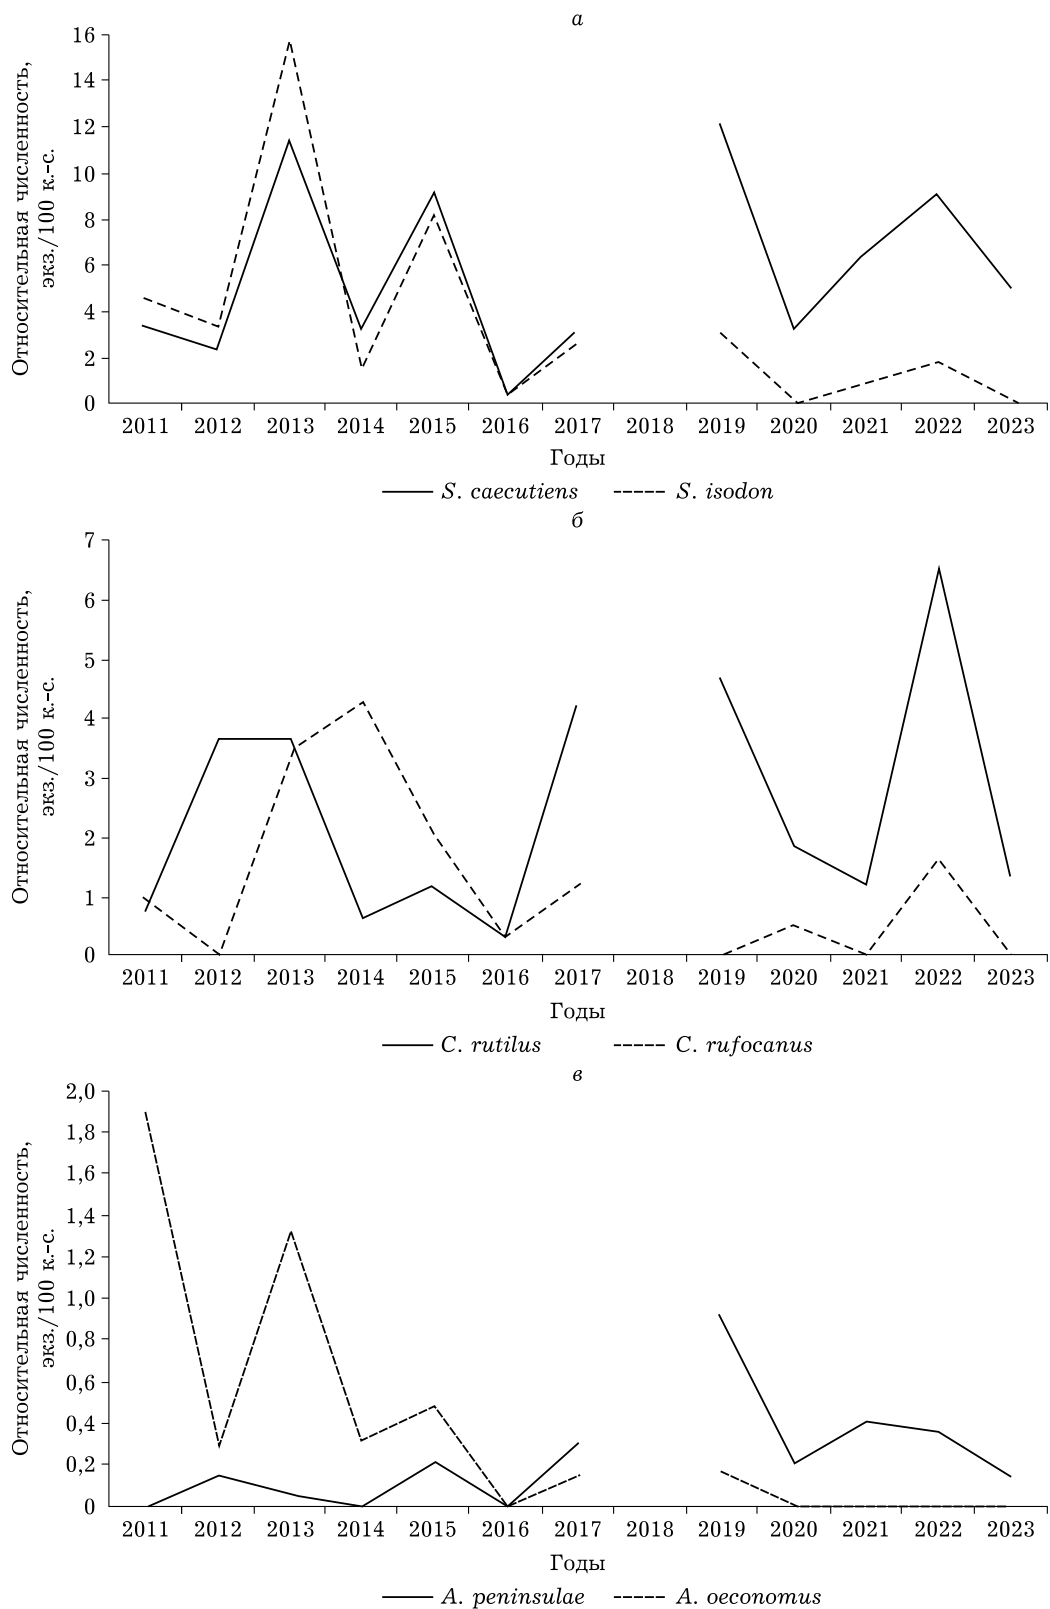 а
Относительная численность,
экз./100 к.-с.
16
14
12
10
8
6
4
2
0
2011 2012 2013 2014 2015 2016 2017 2018 2019 2020 2021 2022 2023
Годы
S. caecutiens S. isodon
б
Относительная численность,
экз./100 к.-с.
7
6
5
4
3
2
1
0
2011 2012 2013 2014 2015 2016 2017 2018 2019 2020 2021 2022 2023
Годы
C. rutilus C. rufocanus
в
Относительная численность,
экз./100 к.-с.
2,0
1,8
1,6
1,4
1,2
1,0
0,8
0,6
0,4
0,2
0
2011 2012 2013 2014 2015 2016 2017 2018 2019 2020 2021 2022 2023
Годы
A. peninsulae A. oeconomus